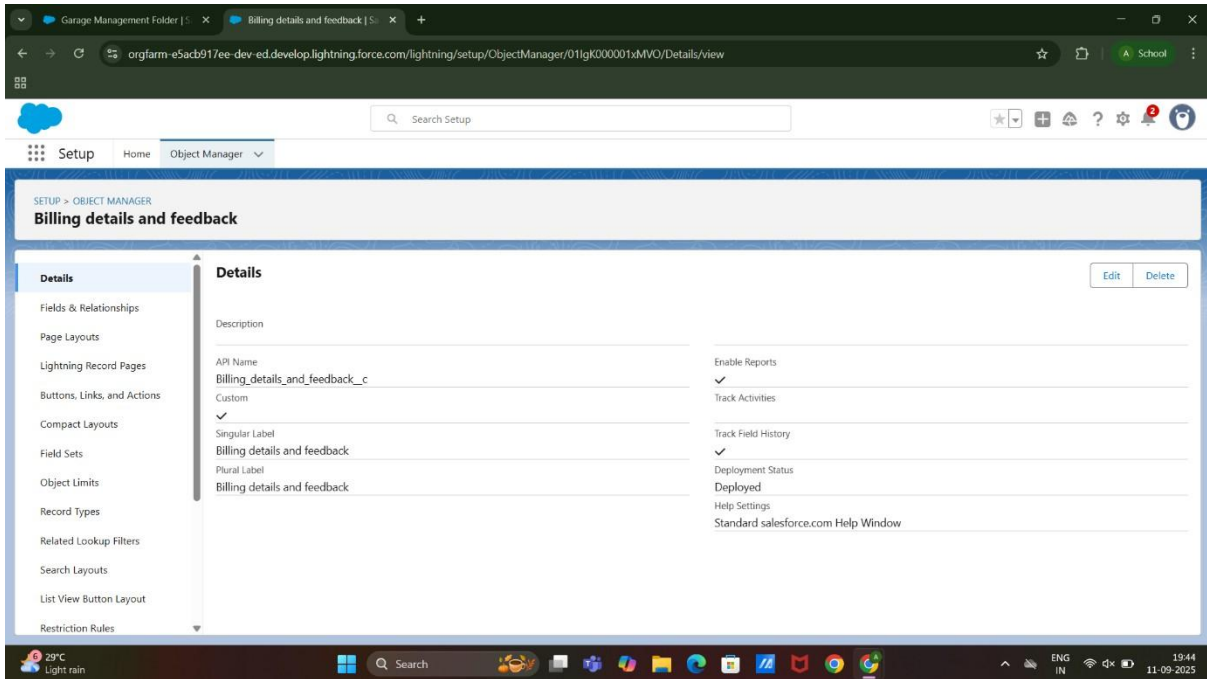 Garage Management Folder | S
Billing details and feedback | Sa
orgfarm-e5acb917ee-dev-ed.develop.lightning.force.com/lightning/setup/ObjectManager/01IgK000001xMVO/Details/view
A School
Search Setup
2
Setup Home Object Manager
SETUP > OBJECT MANAGER
Billing details and feedback
Details
Fields & Relationships
Page Layouts
Lightning Record Pages
Buttons, Links, and Actions
Compact Layouts
Field Sets
Object Limits
Record Types
Related Lookup Filters
Search Layouts
List View Button Layout
Restriction Rules
Details
Edit Delete
Description
API Name
Billing_details_and_feedback__c
Custom
Singular Label
Billing details and feedback
Plural Label
Billing details and feedback
Enable Reports
Track Activities
Track Field History
Deployment Status
Deployed
Help Settings
Standard salesforce.com Help Window
6
29°C
Light rain
Search
ENG
IN
19:44
11-09-2025